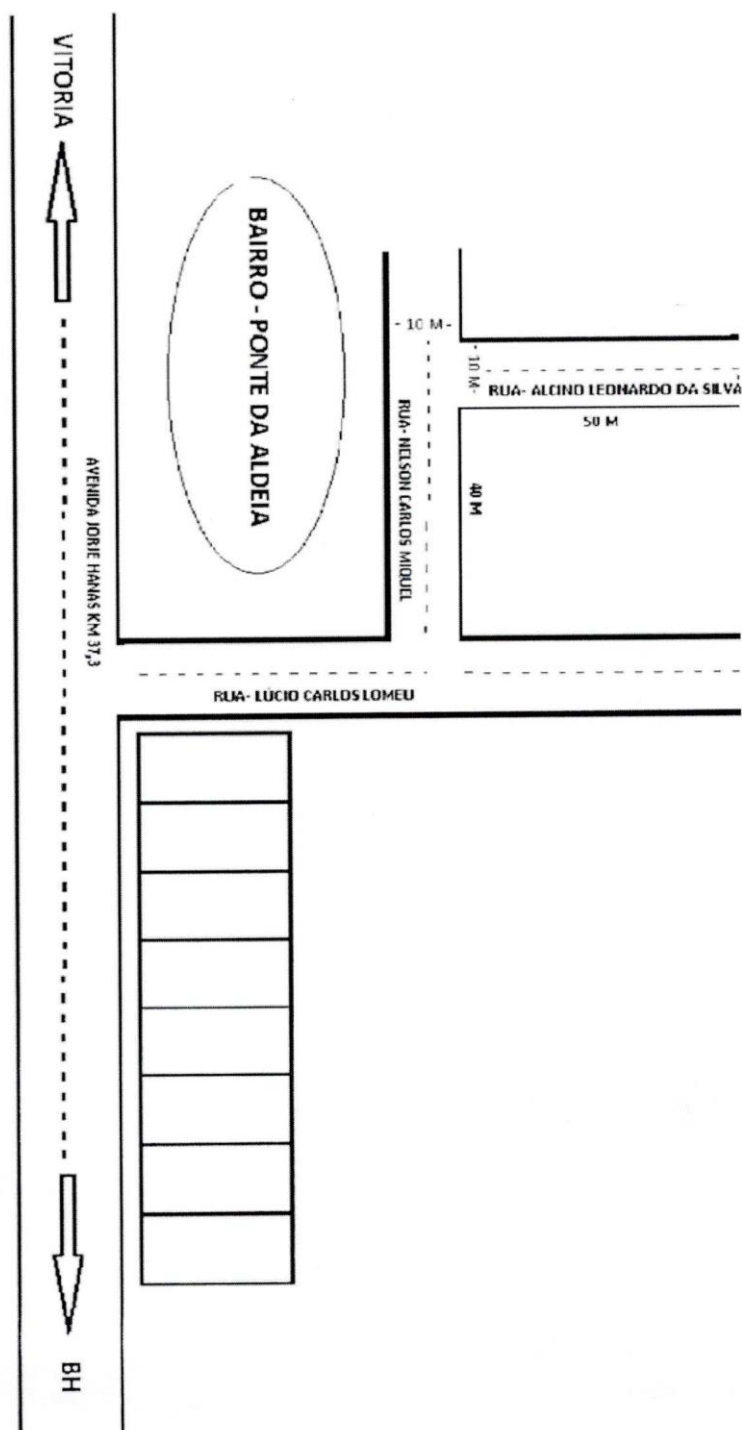 VITORIA
BAIRRO - PONTE DA ALDEIA
- 10 M -
- 10 M -
RUA- ALCINO LEONARDO DA SILVA
50 M
40 M
RUA- NELSON CARLOS MIQUEL
AVENIDA JORIE HANAS KM 37,3
RUA- LÚCIO CARLOS LOMEU
BH